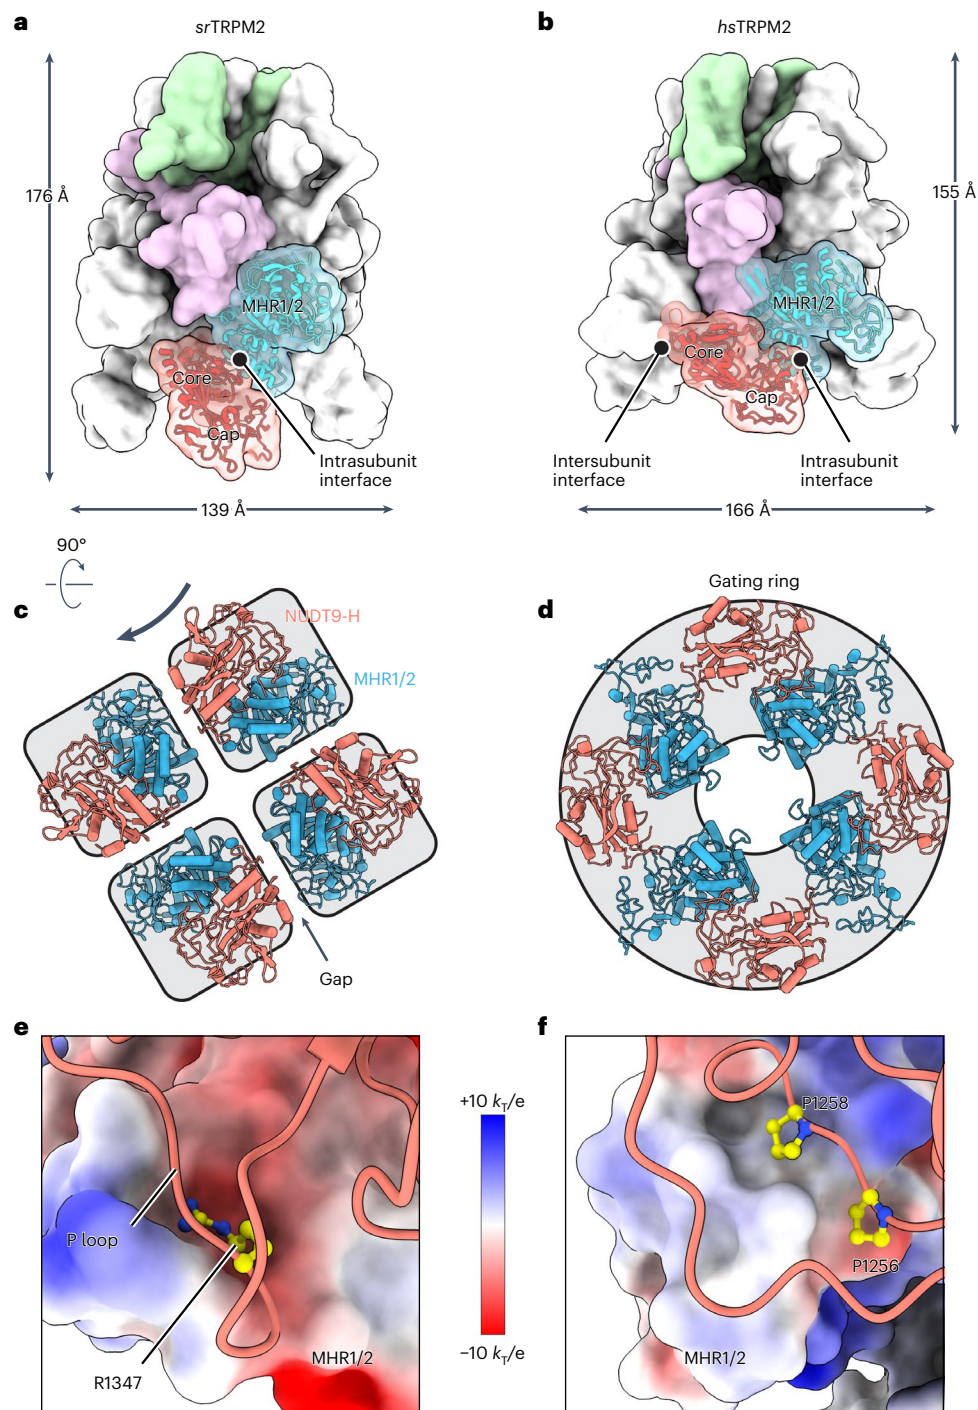 a
srTRPM2
b
hsTRPM2
176 Å
155 Å
MHR1/2
Core
Cap
Intrasubunit
interface
MHR1/2
Core
Cap
Intersubunit
interface
Intrasubunit
interface
139 Å
166 Å
90°
c
NUDT9-H
MHR1/2
Gap
d
Gating ring
e
P loop
R1347
MHR1/2
+10 kT/e
−10 kT/e
f
P1258
P1256
MHR1/2